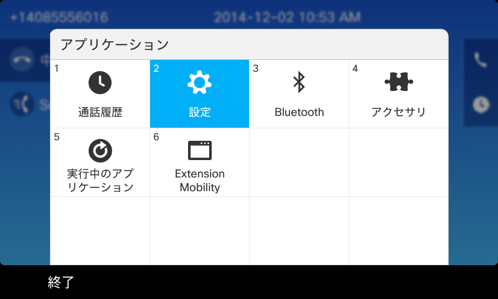 +14085556016 2014-12-02 10:53 AM
アプリケーション
1 2 3 4
通話履歴 設定 Bluetooth アクセサリ
5 6
実行中のアプ
リケーション
Extension
Mobility
終了